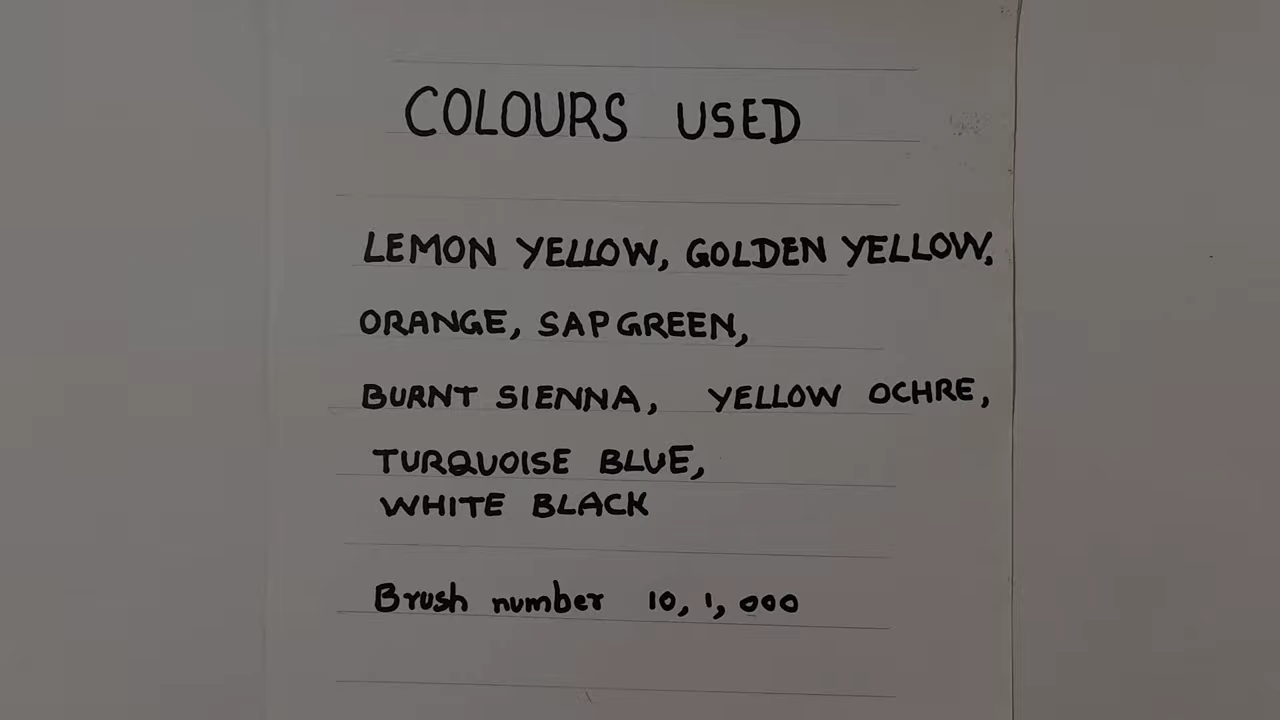 COLOURS USED
LEMON YELLOW, GOLDEN YELLOW,
ORANGE, SAP GREEN,
BURNT SIENNA, YELLOW OCHRE,
TURQUOISE BLUE,
WHITE BLACK
Brush number 10, 1, 000